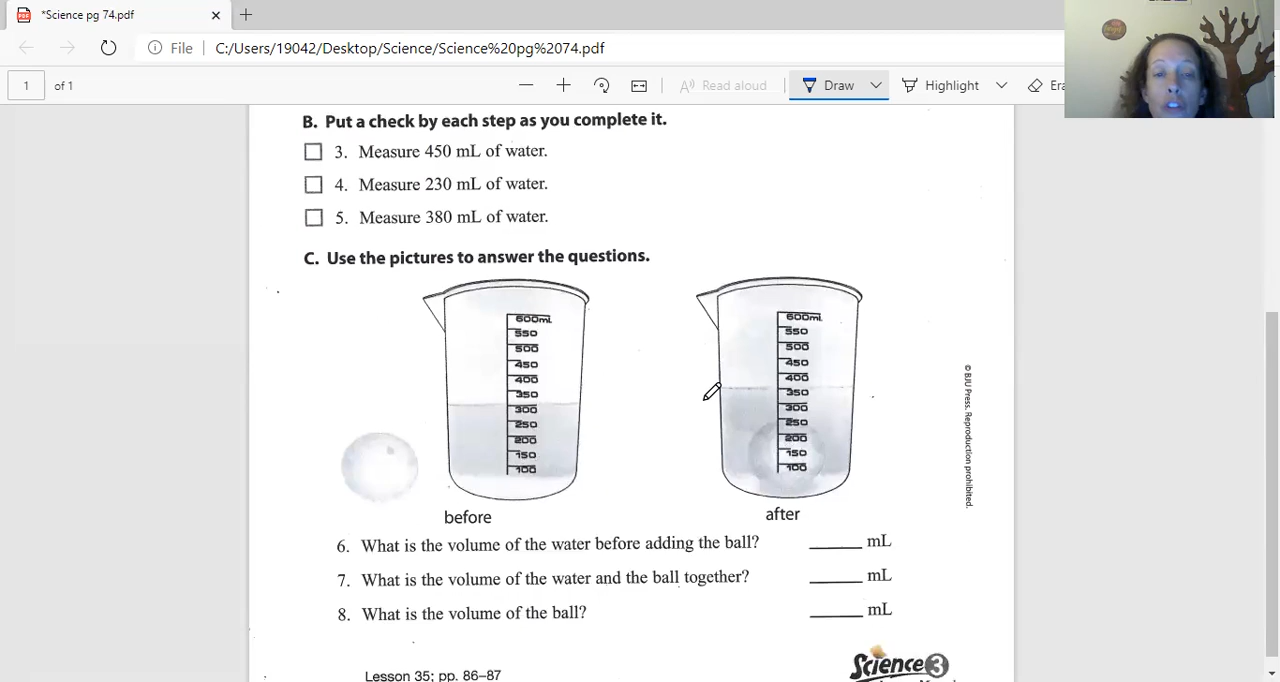 *Science pg 74.pdf
File
C:/Users/19042/Desktop/Science/Science%20pg%2074.pdf
1 of 1
Read aloud
Draw
Highlight
Era
B. Put a check by each step as you complete it.
3. Measure 450 mL of water.
4. Measure 230 mL of water.
5. Measure 380 mL of water.
C. Use the pictures to answer the questions.
600mL
550
500
450
400
350
300
250
200
150
100
before
600mL
550
500
450
400
350
300
250
200
150
100
after
© BJU Press. Reproduction prohibited.
6. What is the volume of the water before adding the ball? ______ mL
7. What is the volume of the water and the ball together? ______ mL
8. What is the volume of the ball? ______ mL
Lesson 35; pp. 86–87
Science 3